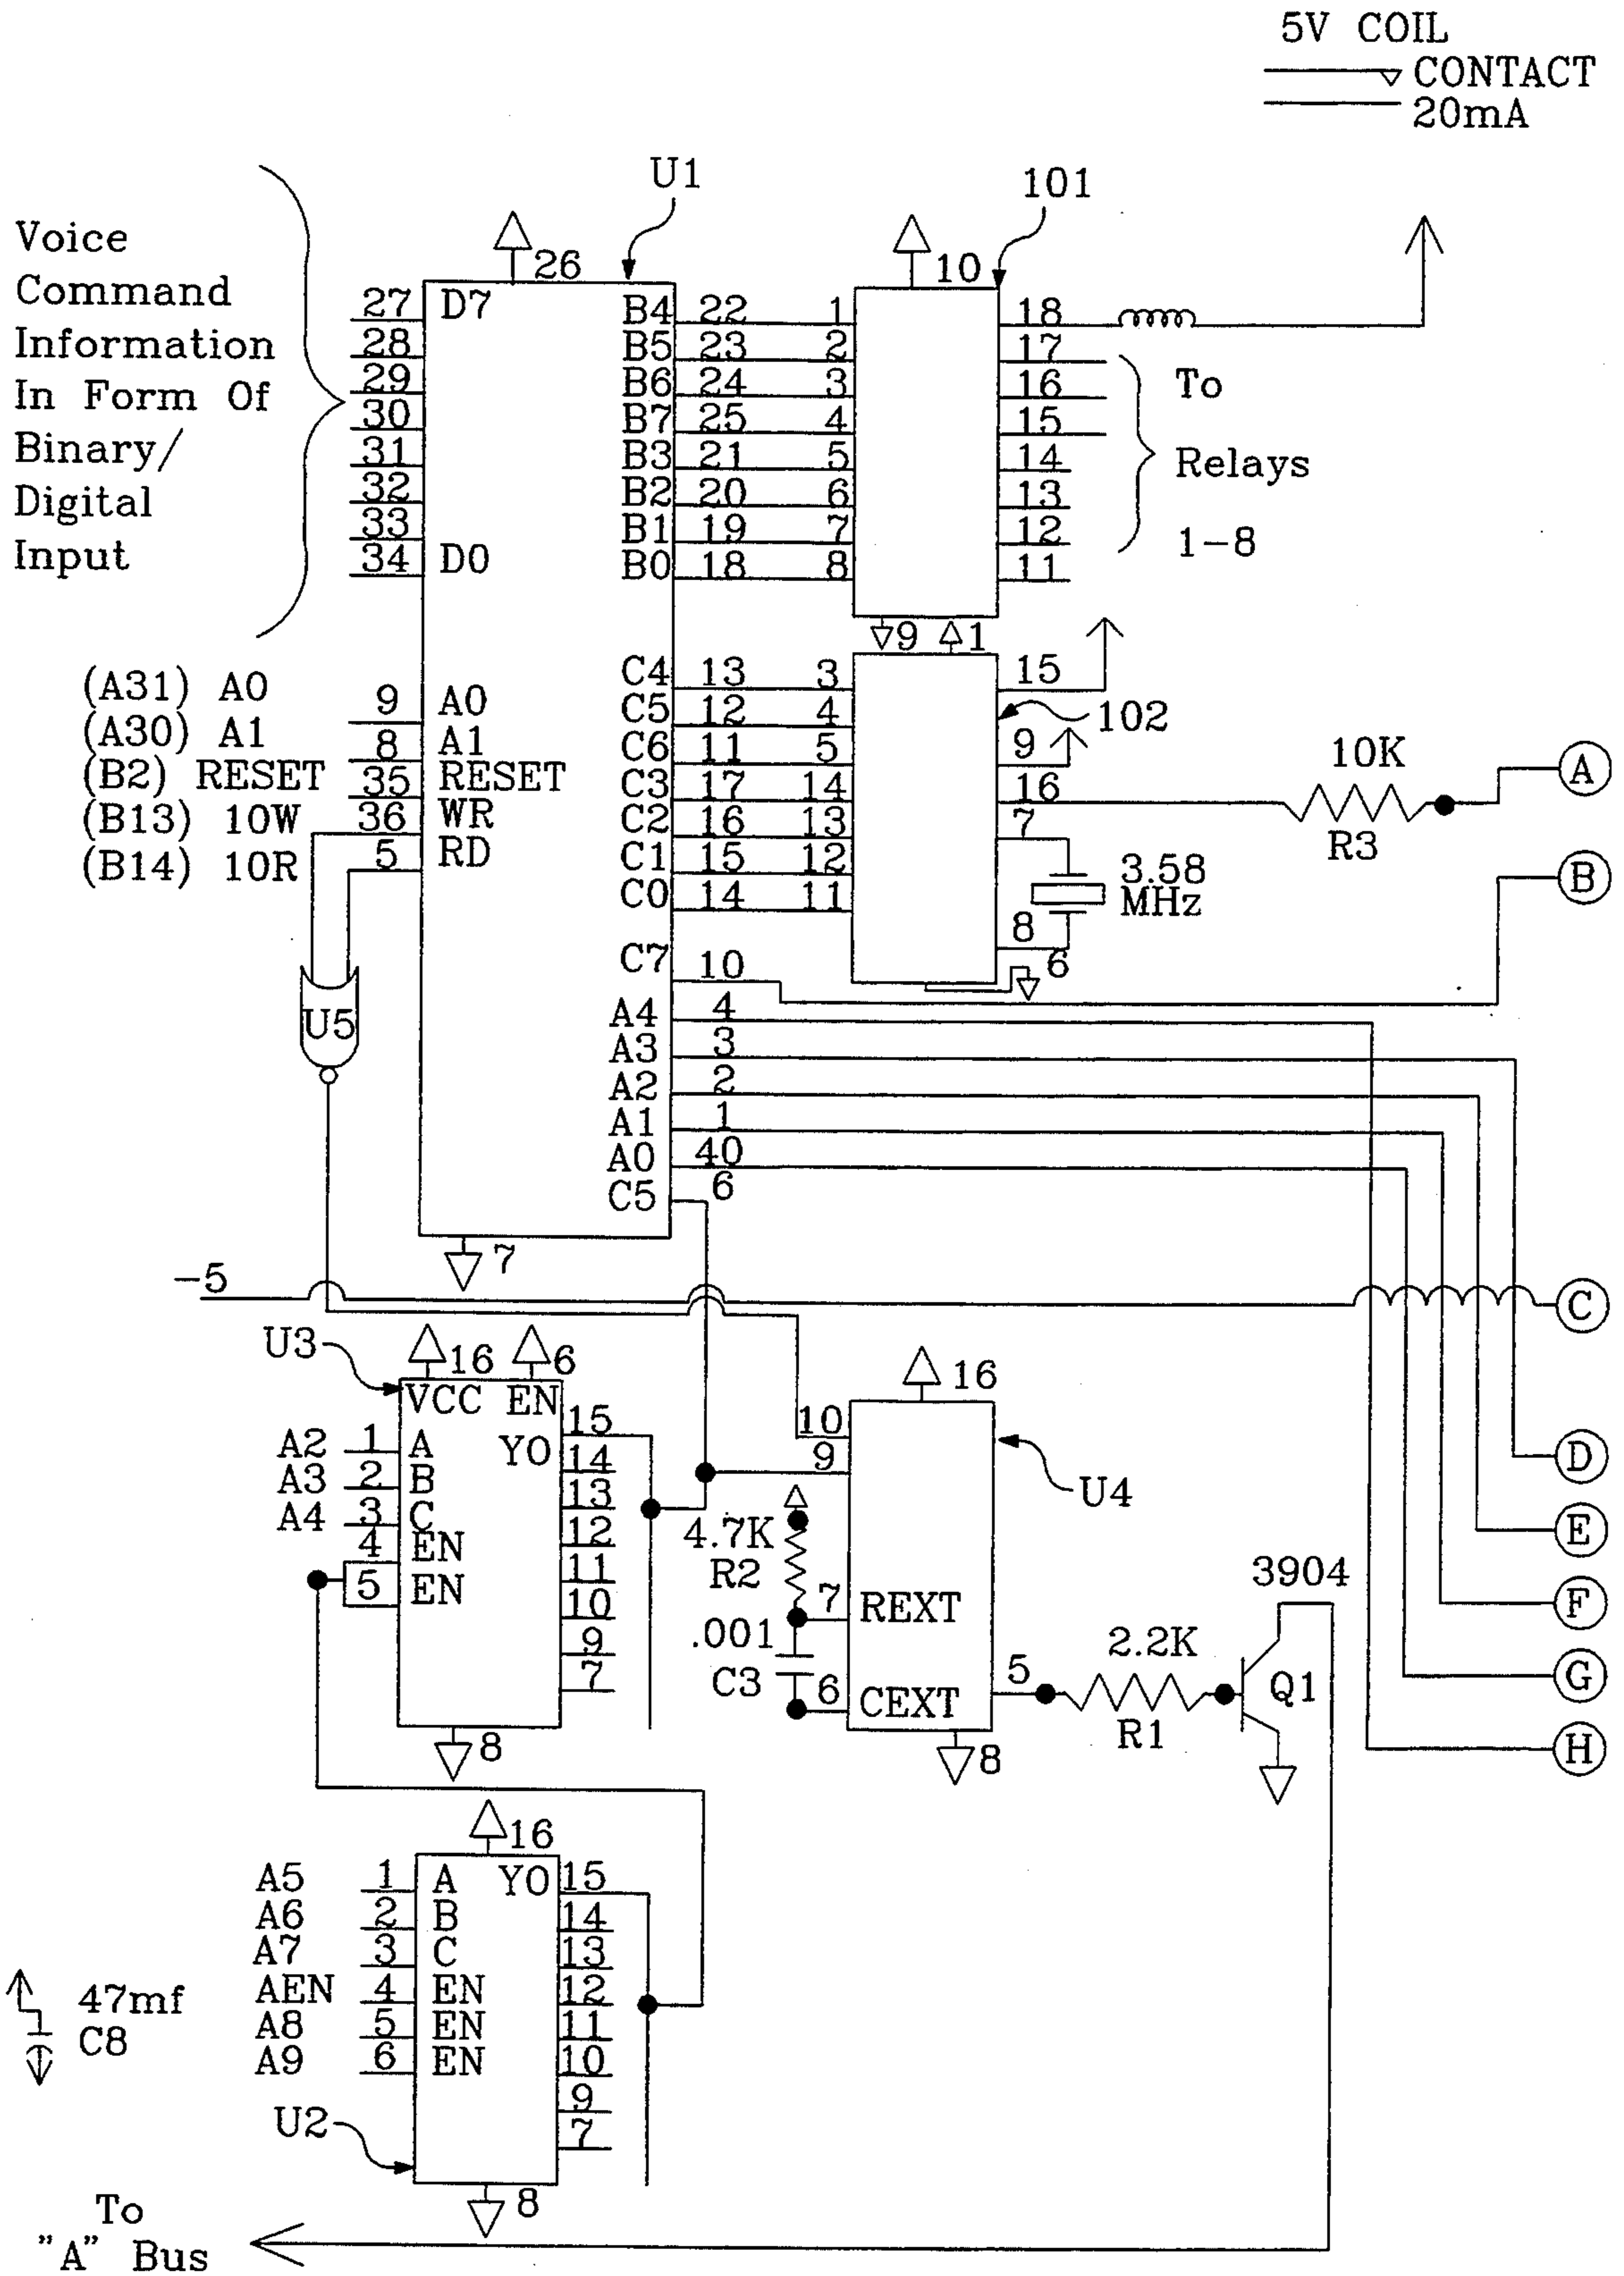 5V COIL
CONTACT
20mA
U1
101
Voice
Command
Information
In Form Of
Binary/
Digital
Input
26
10
27 D7
28
29
30
31
32
33
34 D0
B4 22 1
B5 23 2
B6 24 3
B7 25 4
B3 21 5
B2 20 6
B1 19 7
B0 18 8
18
17
16
15
14
13
12
11
To
Relays
1-8
9 1
(A31) A0 9 A0
(A30) A1 8 A1
(B2) RESET 35 RESET
(B13) 10W 36 WR
(B14) 10R 5 RD
C4 13 3
C5 12 4
C6 11 5
C3 17 14
C2 16 13
C1 15 12
C0 14 11
15
102
9
16
7
8
6
10K
R3
A
3.58
MHz
B
C7 10
U5
A4 4
A3 3
A2 2
A1 1
A0 40
C5 6
7
-5
C
U3
16 6
VCC EN
A2 1 A
A3 2 B
A4 3 C
4 EN
5 EN
YO 15
14
13
12
11
10
9
7
8
16
10
9
U4
4.7K
R2
7 REXT
.001
C3
6 CEXT
5
8
2.2K
R1
3904
Q1
D
E
F
G
H
16
A5 1 A
A6 2 B
A7 3 C
AEN 4 EN
A8 5 EN
A9 6 EN
YO 15
14
13
12
11
10
9
7
8
47mf
C8
U2
To
"A" Bus